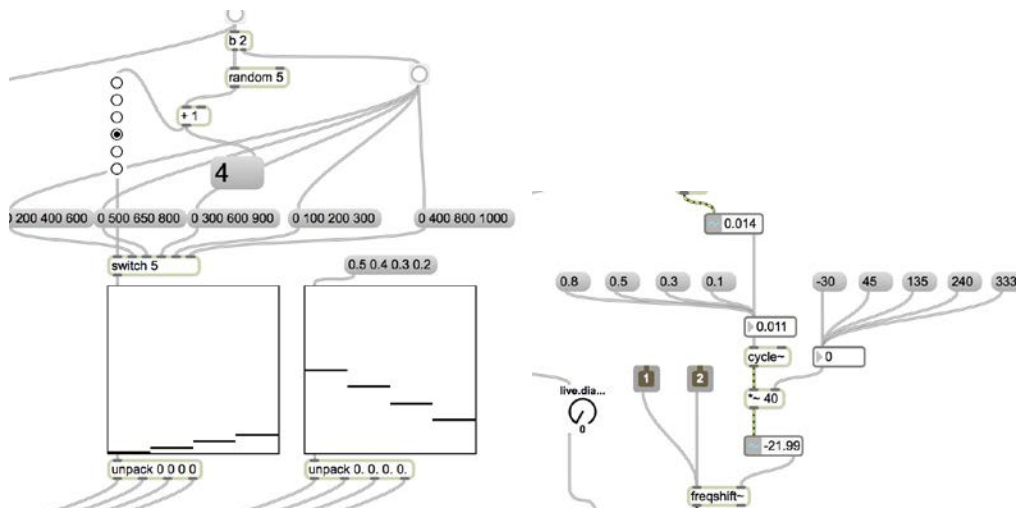 b 2
random 5
+ 1
4
0 200 400 600
0 500 650 800
0 300 600 900
0 100 200 300
0 400 800 1000
switch 5
0.5 0.4 0.3 0.2
unpack 0 0 0 0
unpack 0. 0. 0. 0.
0.014
0.8
0.5
0.3
0.1
-30
45
135
240
333
0.011
0
cycle~
1
2
live.dia...
0
*~ 40
-21.99
freqshift~